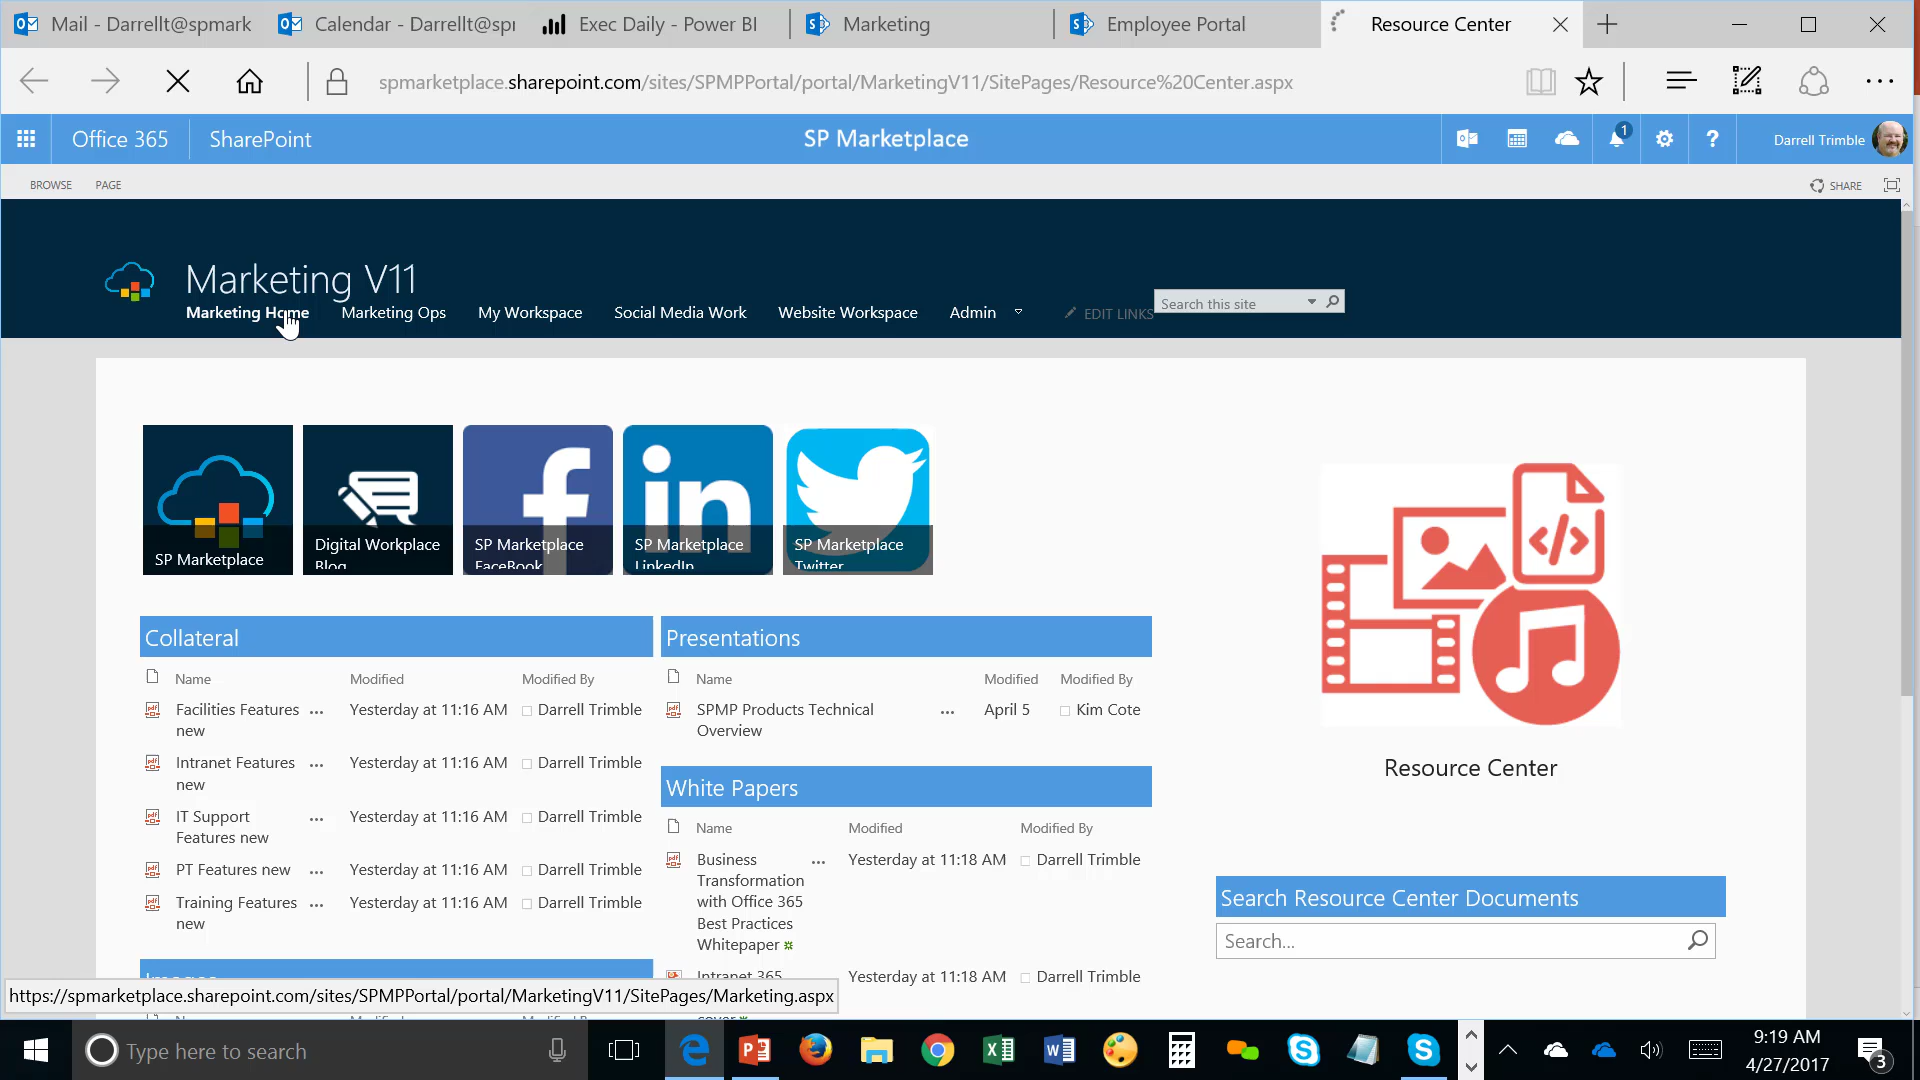 Mail - Darrellt@spmark
Calendar - Darrellt@spr
Exec Daily - Power BI
Marketing
Employee Portal
Resource Center
spmarketplace.sharepoint.com/sites/SPMPPortal/portal/MarketingV11/SitePages/Resource%20Center.aspx
Office 365
SharePoint
SP Marketplace
1
?
Darrell Trimble
BROWSE
PAGE
SHARE
Marketing V11
Marketing Home
Marketing Ops
My Workspace
Social Media Work
Website Workspace
Admin
EDIT LINKS
Search this site
SP Marketplace
Digital Workplace
Blog
SP Marketplace
FaceBook
SP Marketplace
LinkedIn
SP Marketplace
Twitter
Collateral
Name Modified Modified By
Facilities Features ... Yesterday at 11:16 AM Darrell Trimble
new
Intranet Features ... Yesterday at 11:16 AM Darrell Trimble
new
IT Support ... Yesterday at 11:16 AM Darrell Trimble
Features new
PT Features new ... Yesterday at 11:16 AM Darrell Trimble
Training Features ... Yesterday at 11:16 AM Darrell Trimble
new
Images
Presentations
Name Modified Modified By
SPMP Products Technical ... April 5 Kim Cote
Overview
White Papers
Name Modified Modified By
Business ... Yesterday at 11:18 AM Darrell Trimble
Transformation
with Office 365
Best Practices
Whitepaper
Intranet 365 Yesterday at 11:18 AM Darrell Trimble
cover
Resource Center
Search Resource Center Documents
Search...
https://spmarketplace.sharepoint.com/sites/SPMPPortal/portal/MarketingV11/SitePages/Marketing.aspx
Type here to search
9:19 AM
4/27/2017
3